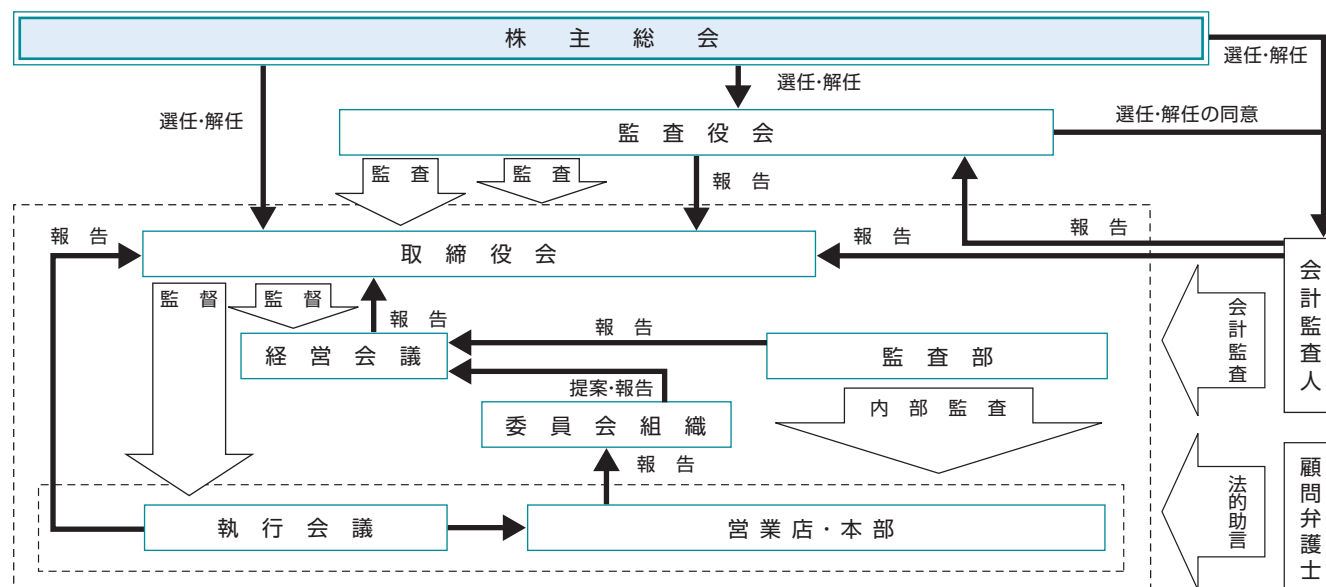 株主総会
選任・解任
選任・解任
選任・解任
監査役会
選任・解任の同意
監査
監査
報告
報告
報告
取締役会
報告
会計監査人
監督
監督
報告
報告
会計監査
経営会議
監査部
提案・報告
内部監査
委員会組織
報告
顧問弁護士
法的助言
執行会議
営業店・本部